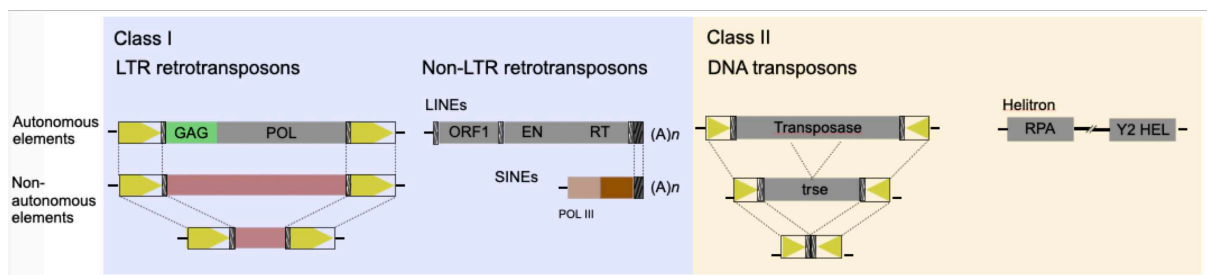 Class I
LTR retrotransposons
Non-LTR retrotransposons
Class II
DNA transposons
Autonomous
elements
GAG POL
LINEs
ORF1 EN RT (A)n
Transposase
Helitron
RPA Y2 HEL
Non-
autonomous
elements
SINEs
(A)n
POL III
trse